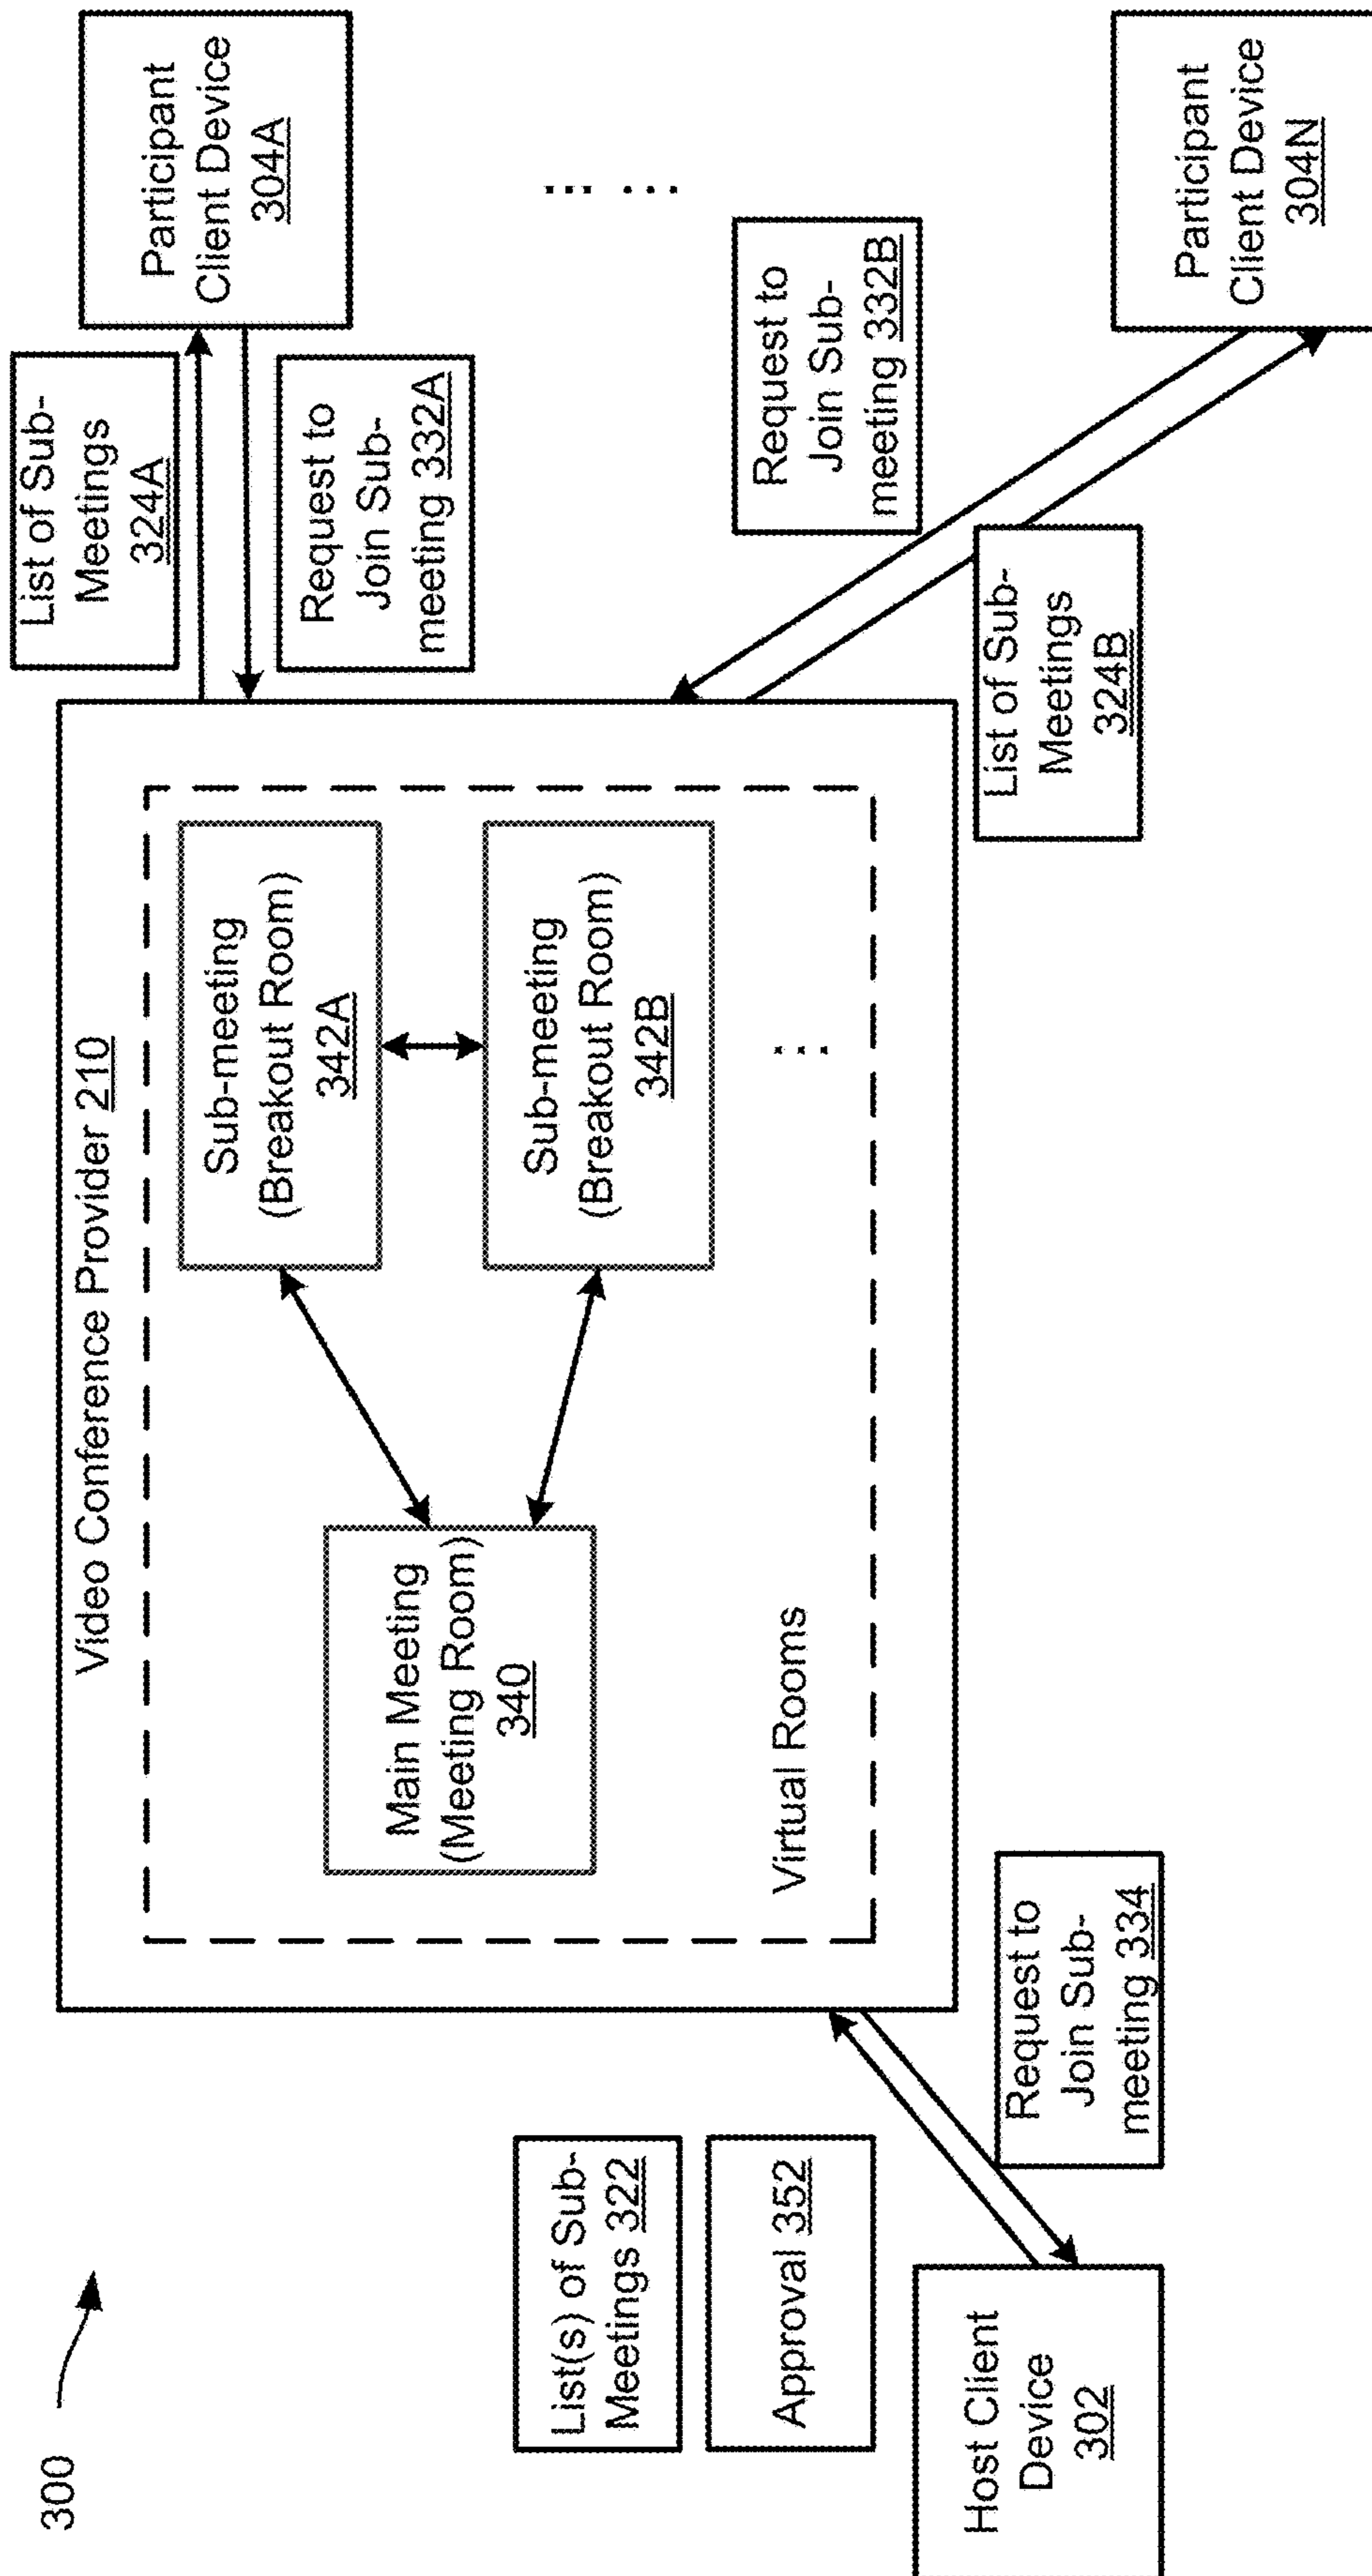 300
Video Conference Provider 210
Main Meeting
(Meeting Room)
340
Sub-meeting
(Breakout Room)
342A
Sub-meeting
(Breakout Room)
342B
...
Virtual Rooms
List(s) of Sub-
Meetings 322
Approval 352
Host Client
Device
302
Request to
Join Sub-
meeting 334
List of Sub-
Meetings
324A
Request to
Join Sub-
meeting 332A
Participant
Client Device
304A
... ...
Request to
Join Sub-
meeting 332B
List of Sub-
Meetings
324B
Participant
Client Device
304N